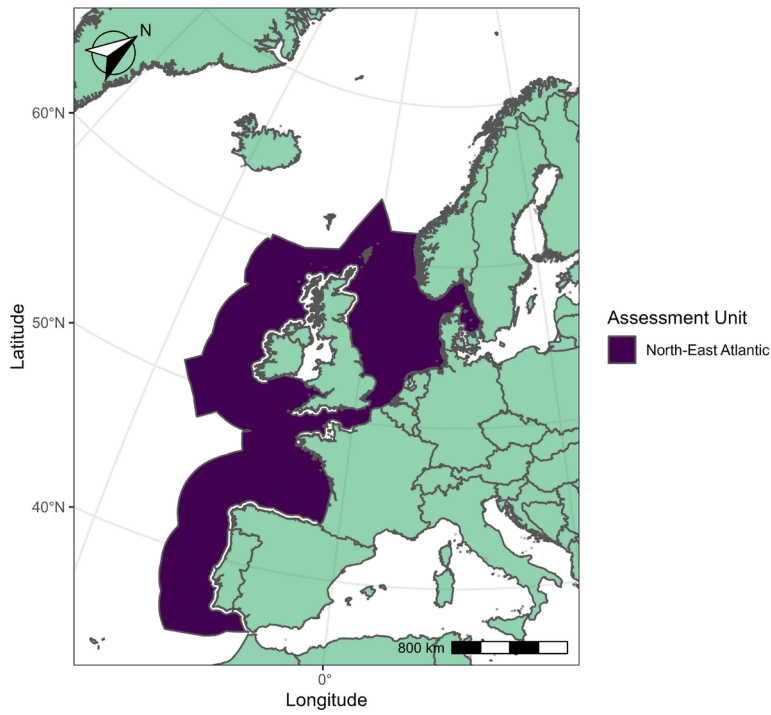 N
60°N
50°N
40°N
Latitude
Assessment Unit
North-East Atlantic
800 km
0°
Longitude